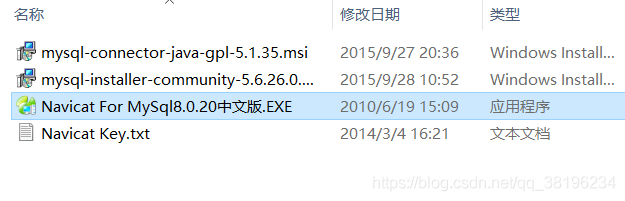 名称 修改日期 类型
mysql-connector-java-gpl-5.1.35.msi 2015/9/27 20:36 Windows Install...
mysql-installer-community-5.6.26.0.... 2015/9/28 10:52 Windows Install...
Navicat For MySql8.0.20中文版.EXE 2010/6/19 15:09 应用程序
Navicat Key.txt 2014/3/4 16:21 文本文档
https://blog.csdn.net/qq_38196234